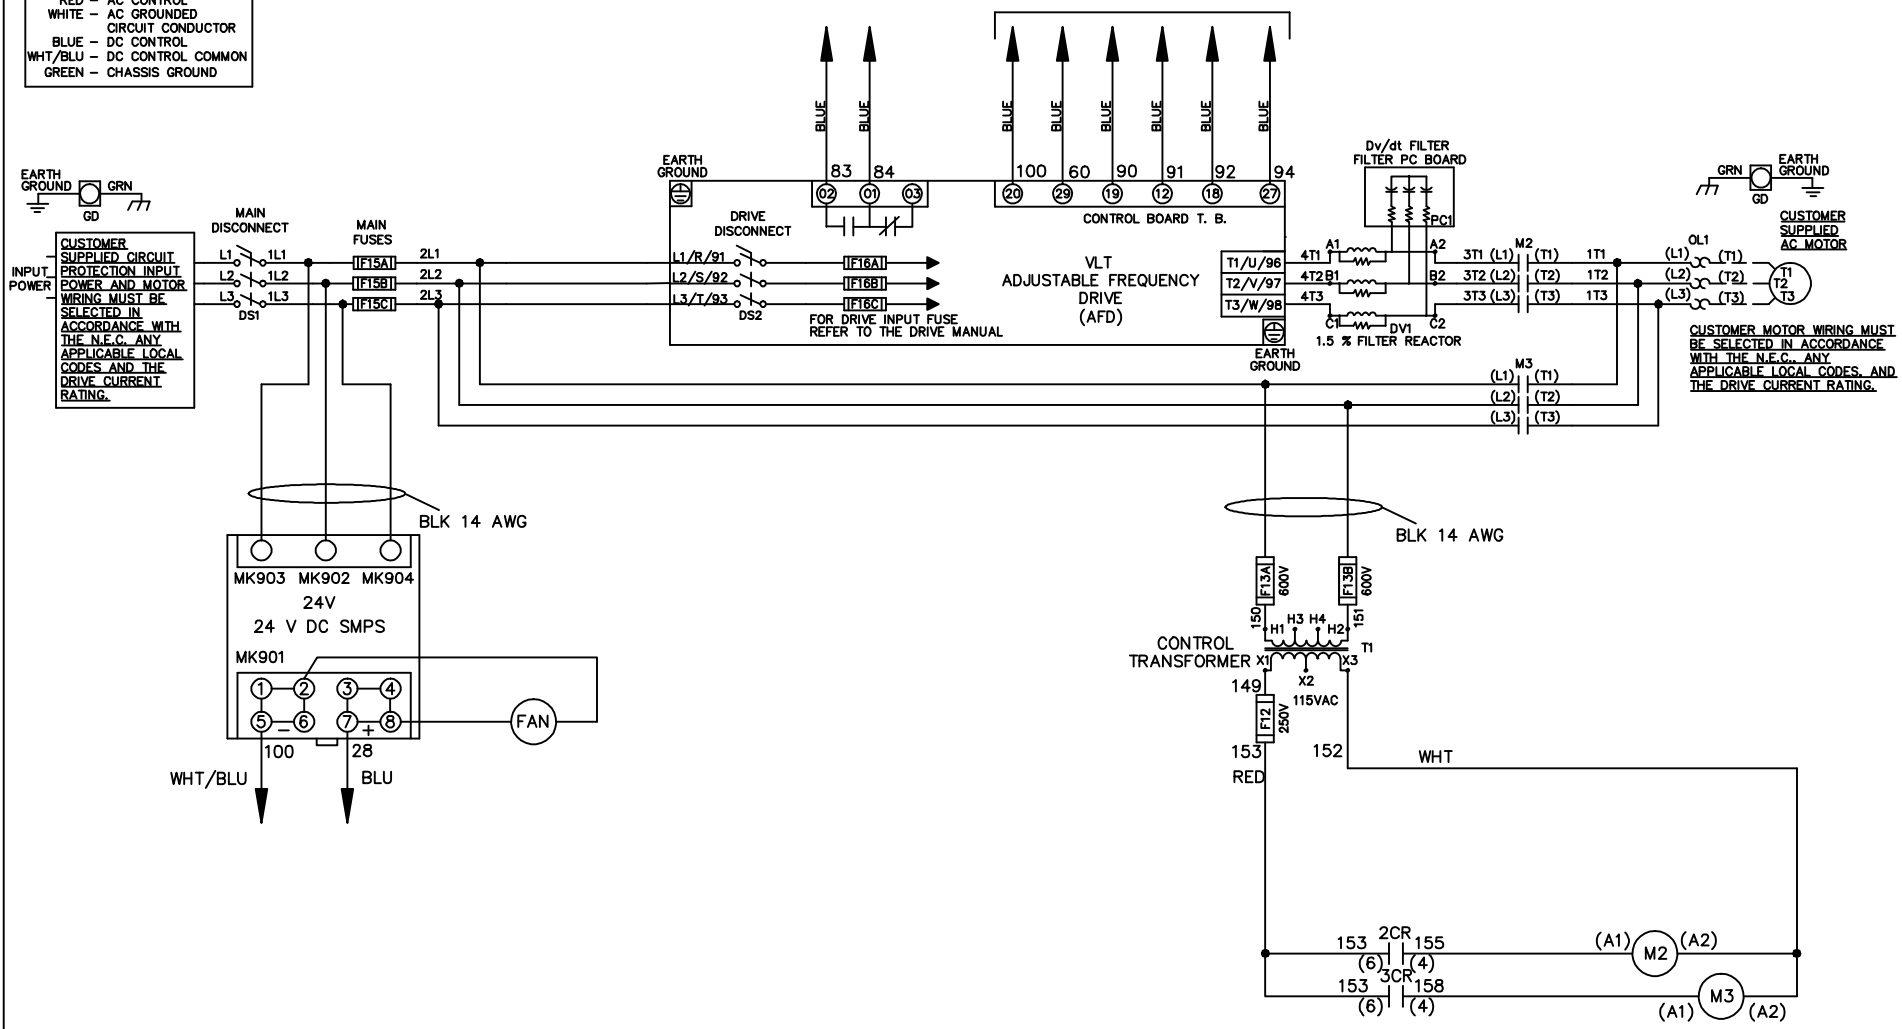 RED – AC CONTROL
WHITE – AC GROUNDED
CIRCUIT CONDUCTOR
BLUE – DC CONTROL
WHT/BLU – DC CONTROL COMMON
GREEN – CHASSIS GROUND
BLUE
BLUE
BLUE
BLUE
BLUE
BLUE
BLUE
BLUE
EARTH
GROUND
GRN
GD
INPUT
POWER
CUSTOMER
SUPPLIED CIRCUIT
PROTECTION INPUT
POWER AND MOTOR
WIRING MUST BE
SELECTED IN
ACCORDANCE WITH
THE N.E.C. ANY
APPLICABLE LOCAL
CODES AND THE
DRIVE CURRENT
RATING.
MAIN
DISCONNECT
L1 1L1
L2 1L2
L3 1L3
DS1
MAIN
FUSES
F15A
F15B
F15C
2L1
2L2
2L3
EARTH
GROUND
83 84
02 01 03
DRIVE
DISCONNECT
L1/R/91
L2/S/92
L3/T/93
DS2
F16A
F16B
F16C
FOR DRIVE INPUT FUSE
REFER TO THE DRIVE MANUAL
100 60 90 91 92 94
20 29 19 12 18 27
CONTROL BOARD T. B.
VLT
ADJUSTABLE FREQUENCY
DRIVE
(AFD)
T1/U/96
T2/V/97
T3/W/98
EARTH
GROUND
Dv/dt FILTER
FILTER PC BOARD
PC1
4T1 A1 A2
4T2 B1 B2
4T3
C1 C2
DV1
1.5 % FILTER REACTOR
M2
3T1 (L1) (T1) 1T1
3T2 (L2) (T2) 1T2
3T3 (L3) (T3) 1T3
OL1
(L1) (T1)
(L2) (T2)
(L3) (T3)
T1
T2
T3
GRN
GD
EARTH
GROUND
CUSTOMER
SUPPLIED
AC MOTOR
CUSTOMER MOTOR WIRING MUST
BE SELECTED IN ACCORDANCE
WITH THE N.E.C., ANY
APPLICABLE LOCAL CODES, AND
THE DRIVE CURRENT RATING.
M3
(L1) (T1)
(L2) (T2)
(L3) (T3)
BLK 14 AWG
MK903 MK902 MK904
24V
24 V DC SMPS
MK901
1 2 3 4
5 6 7 8
– +
FAN
100 28
WHT/BLU BLU
BLK 14 AWG
F13A
600V
F13B
600V
150
151
H1 H3 H4 H2
T1
CONTROL
TRANSFORMER
X1 X3
X2
115VAC
149
F12
250V
153
152
RED
WHT
2CR
153 155
(6) (4)
(A1) M2 (A2)
3CR
153 158
(6) (4)
(A1) M3 (A2)